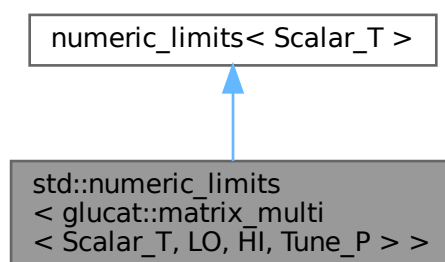 numeric_limits< Scalar_T >
std::numeric_limits
< glucat::matrix_multi
< Scalar_T, LO, HI, Tune_P > >